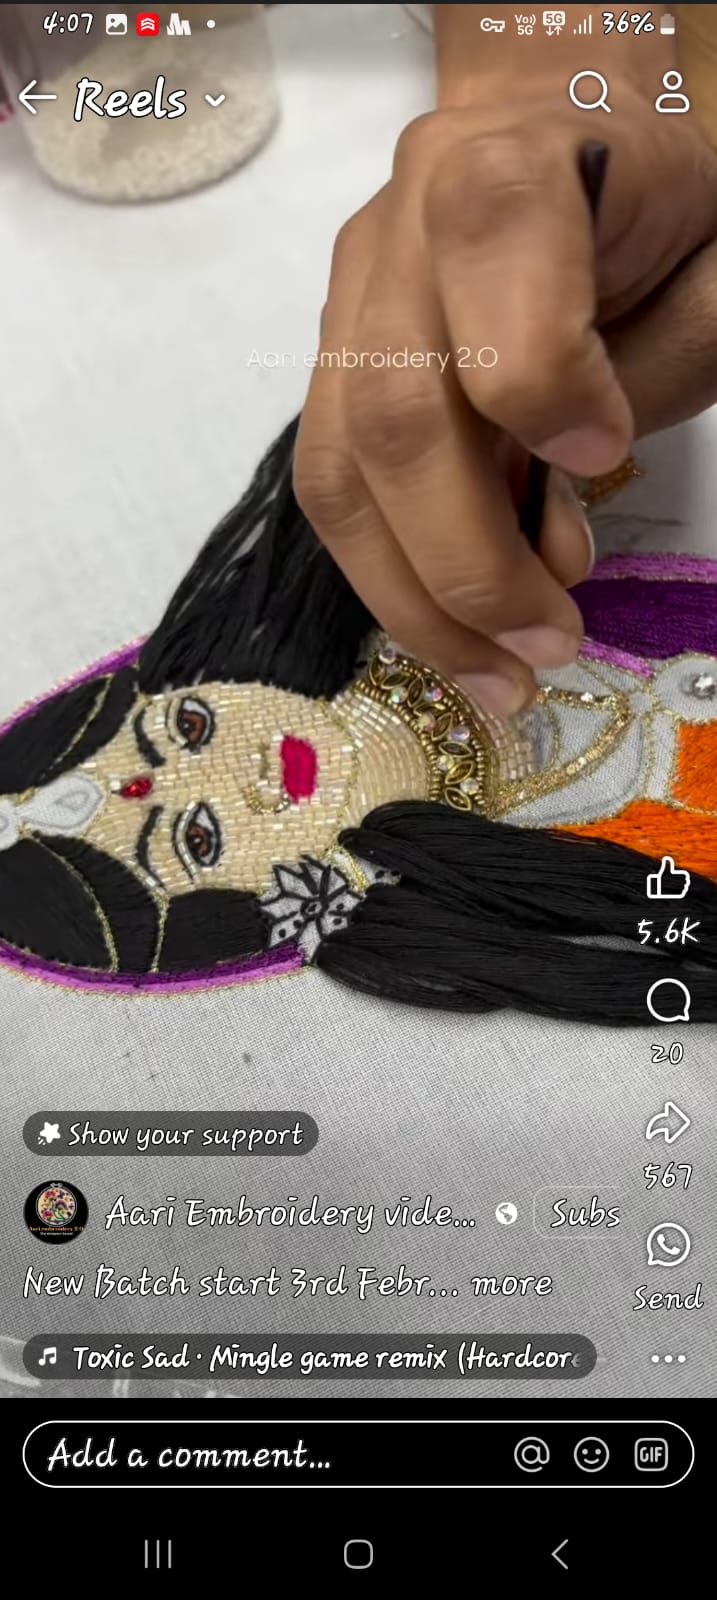 4:07
Vo))
5G
5G
36%
Reels
Aari embroidery 2.0
5.6K
20
567
Show your support
Aari Embroidery vide...
Subs
New Batch start 3rd Febr... more
Send
Toxic Sad · Mingle game remix (Hardcor
Add a comment...
GIF